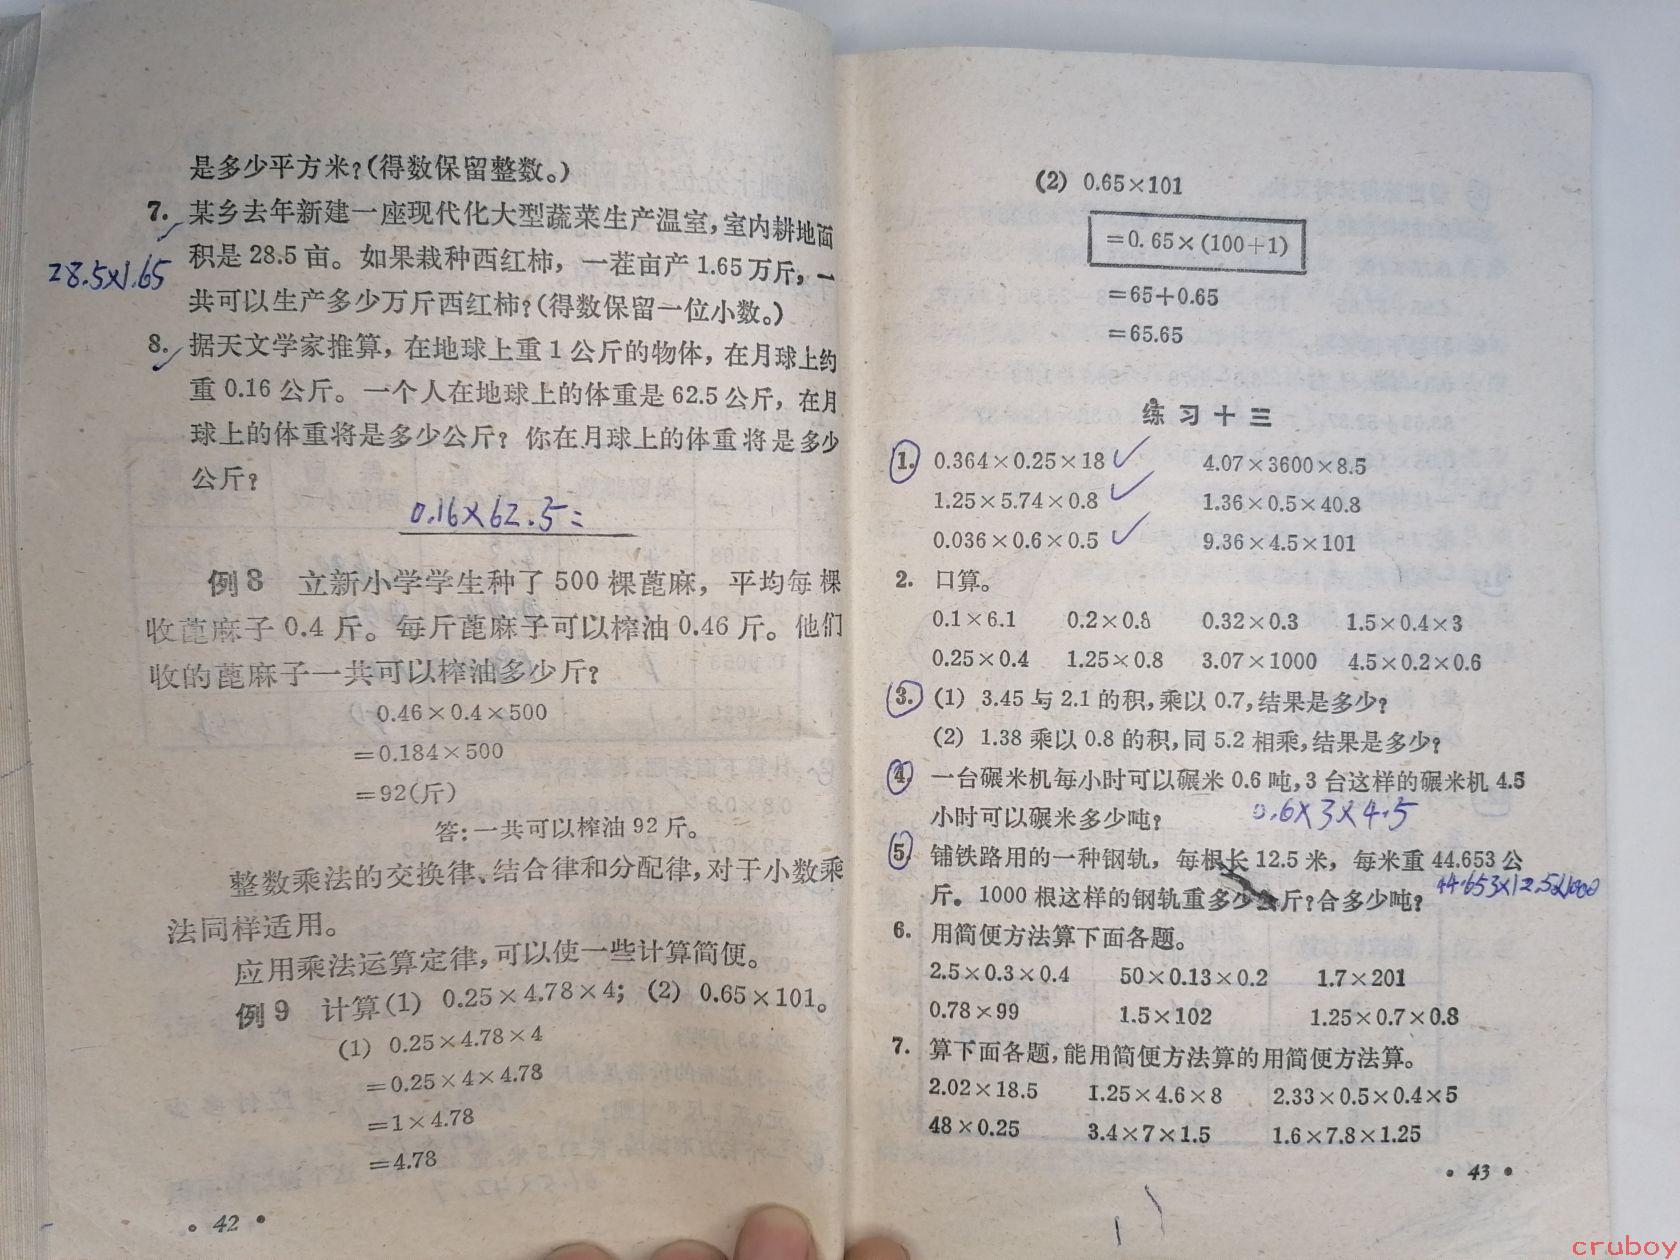 是多少平方米?(得数保留整数。)
7. 某乡去年新建一座现代化大型蔬菜生产温室,室内耕地面
积是 28.5 亩。如果栽种西红柿,一茬亩产 1.65 万斤,一
28.5×1.65
共可以生产多少万斤西红柿?(得数保留一位小数。)
8. 据天文学家推算,在地球上重 1 公斤的物体,在月球上约
重 0.16 公斤。一个人在地球上的体重是 62.5 公斤,在月
球上的体重将是多少公斤?你在月球上的体重将是多少
公斤?
0.16×62.5=
例 8 立新小学学生种了 500 棵蓖麻,平均每棵
收蓖麻子 0.4 斤。每斤蓖麻子可以榨油 0.46 斤。他们
收的蓖麻子一共可以榨油多少斤?
0.46×0.4×500
=0.184×500
=92(斤)
答:一共可以榨油 92 斤。
整数乘法的交换律、结合律和分配律,对于小数乘
法同样适用。
应用乘法运算定律,可以使一些计算简便。
例 9 计算(1) 0.25×4.78×4; (2) 0.65×101。
(1) 0.25×4.78×4
=0.25×4×4.78
=1×4.78
=4.78
• 42 •
(2) 0.65×101
=0.65×(100+1)
=65+0.65
=65.65
练习十三
1. 0.364×0.25×18 4.07×3600×8.5
1.25×5.74×0.8 1.36×0.5×40.8
0.036×0.6×0.5 9.36×4.5×101
2. 口算。
0.1×6.1 0.2×0.8 0.32×0.3 1.5×0.4×3
0.25×0.4 1.25×0.8 3.07×1000 4.5×0.2×0.6
3. (1) 3.45 与 2.1 的积,乘以 0.7,结果是多少?
(2) 1.38 乘以 0.8 的积,同 5.2 相乘,结果是多少?
4. 一台碾米机每小时可以碾米 0.6 吨,3 台这样的碾米机 4.5
小时可以碾米多少吨? 0.6×3×4.5
5. 铺铁路用的一种钢轨,每根长 12.5 米,每米重 44.653 公
斤。1000 根这样的钢轨重多少公斤?合多少吨? 44.653×12.5×1000
6. 用简便方法算下面各题。
2.5×0.3×0.4 50×0.13×0.2 1.7×201
0.78×99 1.5×102 1.25×0.7×0.8
7. 算下面各题,能用简便方法算的用简便方法算。
2.02×18.5 1.25×4.6×8 2.33×0.5×0.4×5
48×0.25 3.4×7×1.5 1.6×7.8×1.25
• 43 •
cruboy